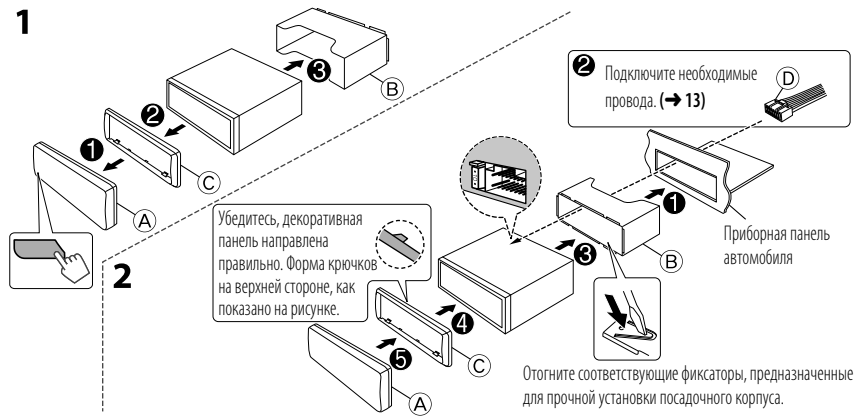 1
❸
B
❷
❶
C
A
2
❷ Подключите необходимые
провода. (➜ 13)
D
❶
Приборная панель
автомобиля
B
❸
Убедитесь, декоративная
панель направлена
правильно. Форма крючков
на верхней стороне, как
показано на рисунке.
❹
❺
C
A
Отогните соответствующие фиксаторы, предназначенные
для прочной установки посадочного корпуса.